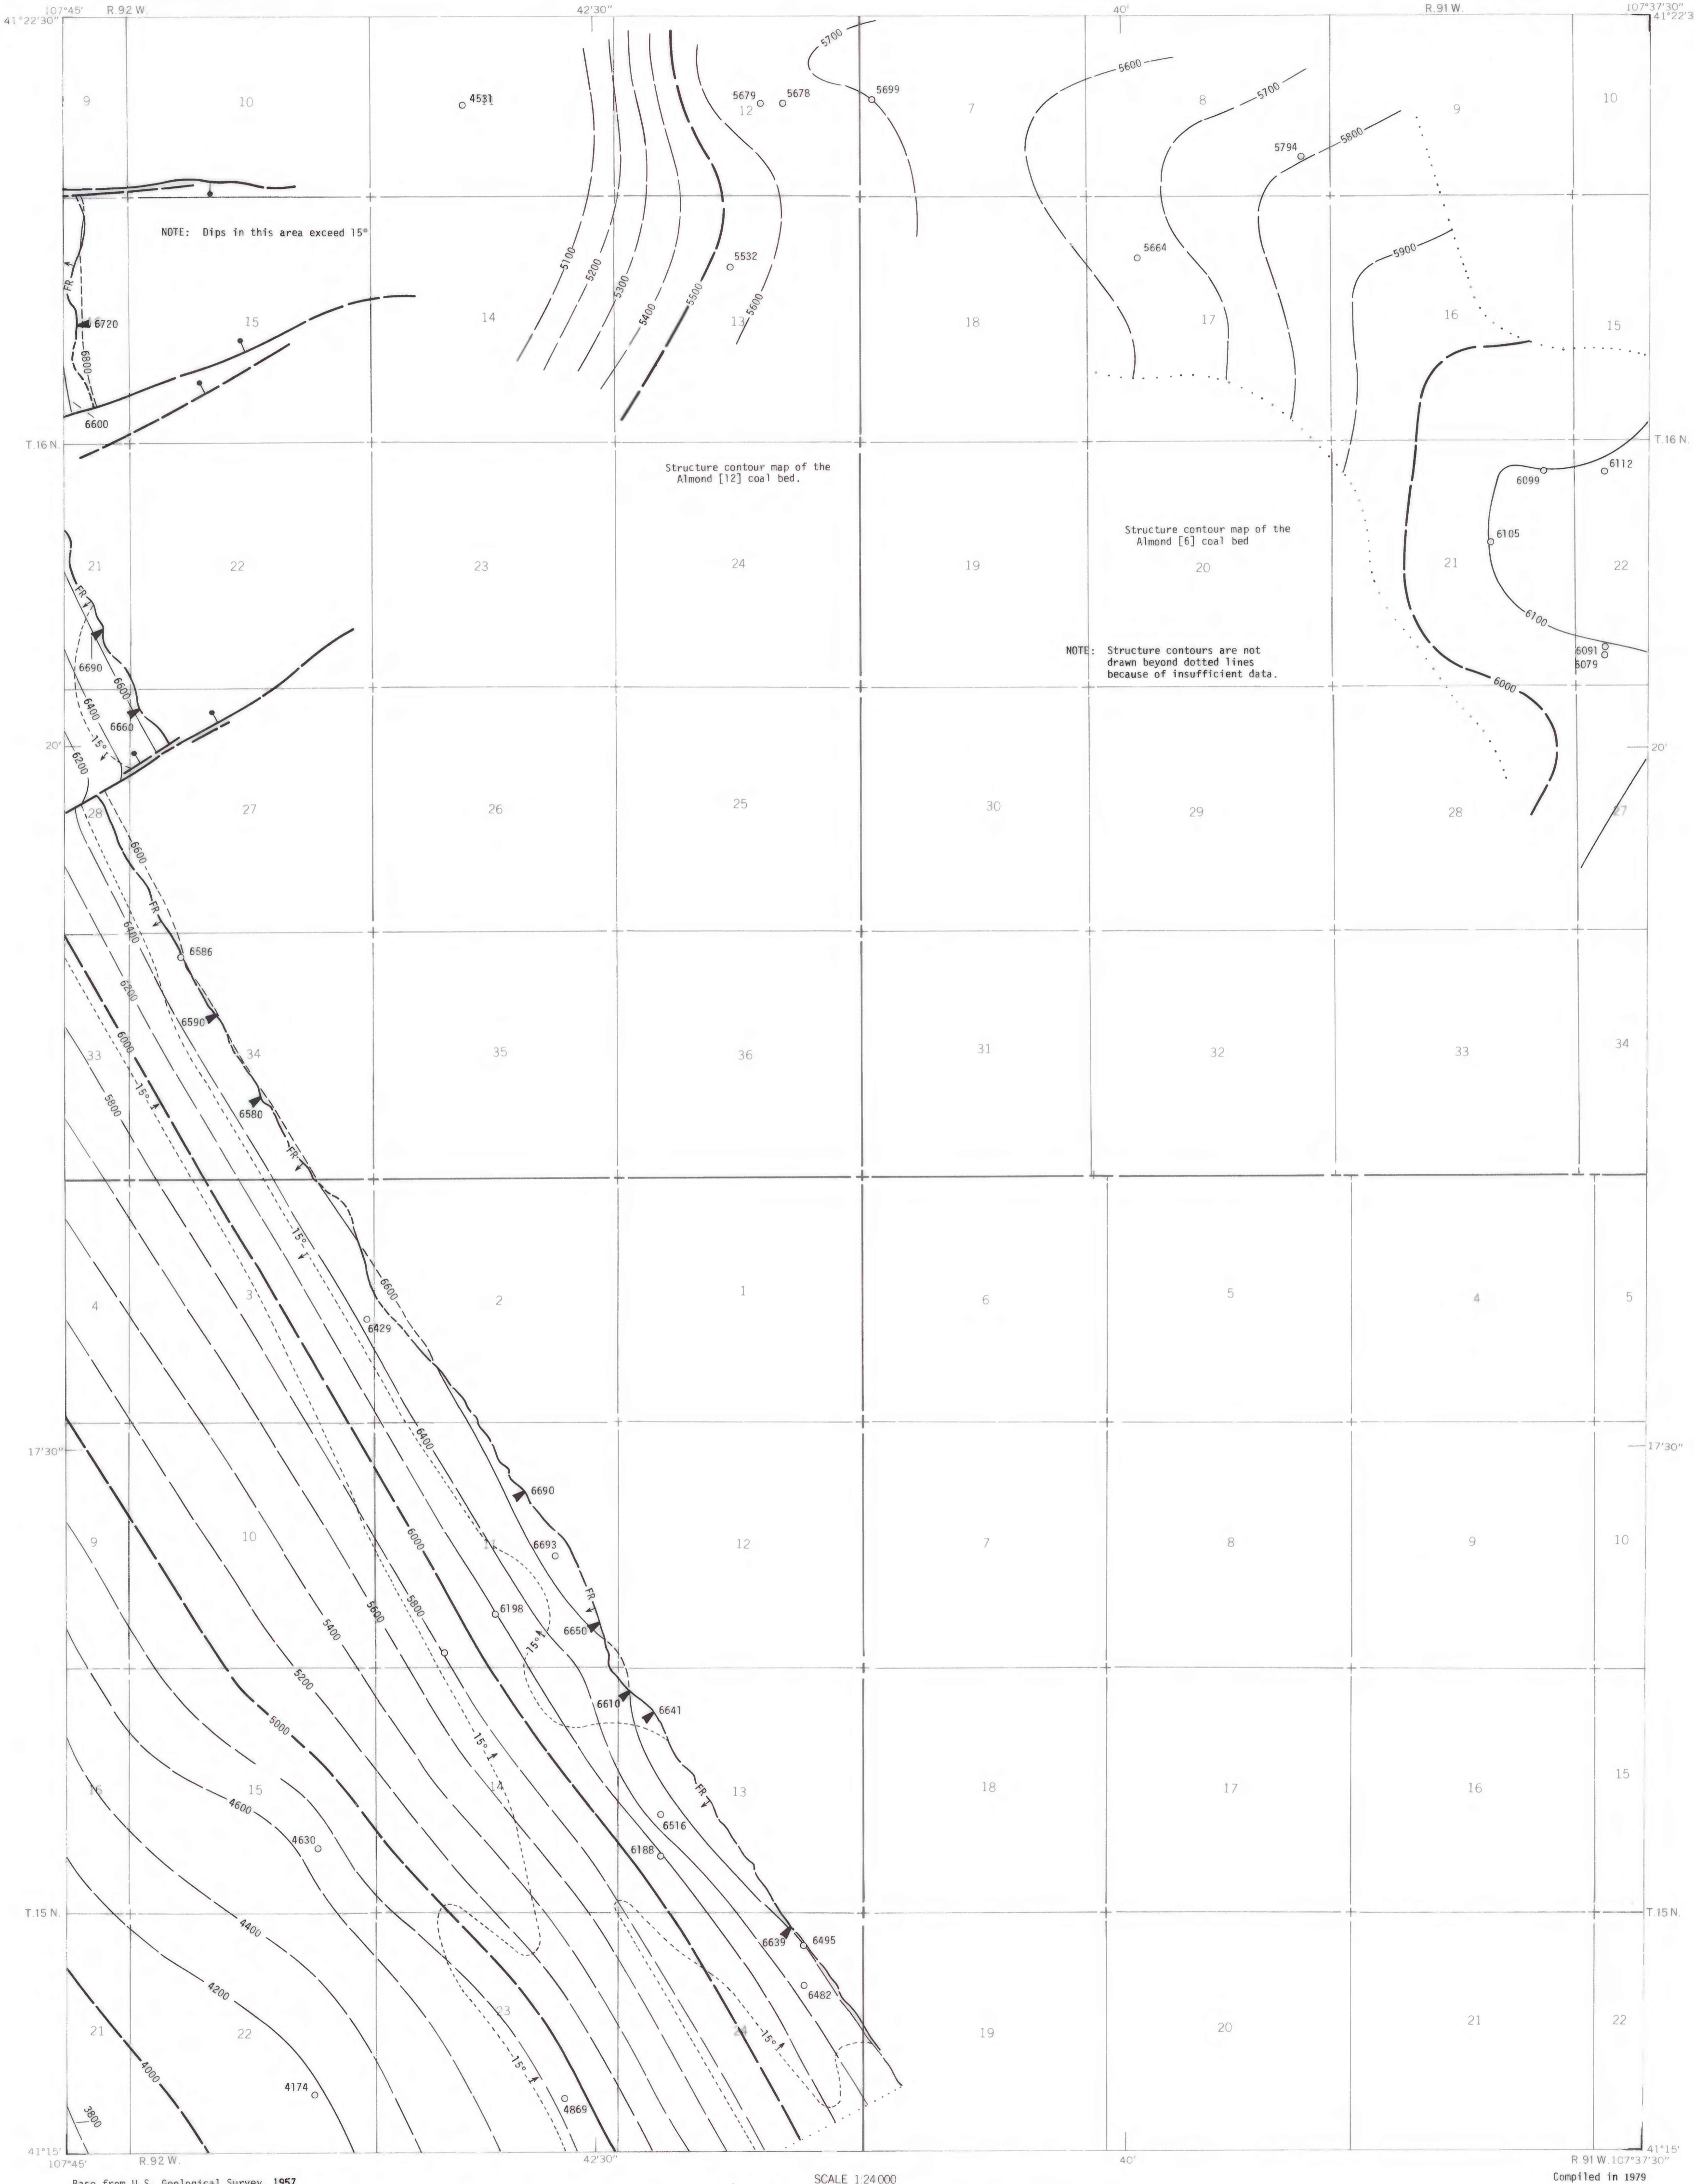 107°45' R.92 W. 42'30" 40' R.91 W. 107°37'30"
41°22'30" 41°22'3
5700
5600
9 10 4531 11 5679 12 5678 5699 7 8 5700 9 10
5794 5800
NOTE: Dips in this area exceed 15°
5900
5100 5200 5300 5400 5500 5600
5532 5664
FR
6720 15 14 13 18 17 16 15
6800
6600
T.16 N. T.16 N.
Structure contour map of the
Almond [12] coal bed.
6099 6112
Structure contour map of the
Almond [6] coal bed
6105
21 22 23 24 19 20 21 22
FR
6100
NOTE: Structure contours are not
drawn beyond dotted lines
because of insufficient data.
6091
6079
6690
6600
6400
6660
6000
15°
20' 20'
6200
28 27 26 25 30 29 28 27
6600
FR
6400
6586
6200
6590
6000
33 34 35 36 31 32 33 34
15°
5800
6580
FR
15°
6600
4 3 2 1 6 5 4 5
6429
6400
17'30" 17'30"
6690
9 10 6000 11 6693 12 7 8 9 10
FR
5800
5600 6198
5400 6650
15°
5200
6610 6641
5000
15°
16 15 14 13 18 17 16 15
FR
4600
6516
4630 6188
T.15 N. T.15 N.
4400
6639 6495
4200
6482
21 22 23 24 19 20 21 22
15°
15°
4000
4174 4869
3800
41°15' 41°15'
107°45' R.92 W. 42'30" 40' R.91 W. 107°37'30"
Base from U.S. Geological Survey, 1957 SCALE 1:24 000 Compiled in 1979